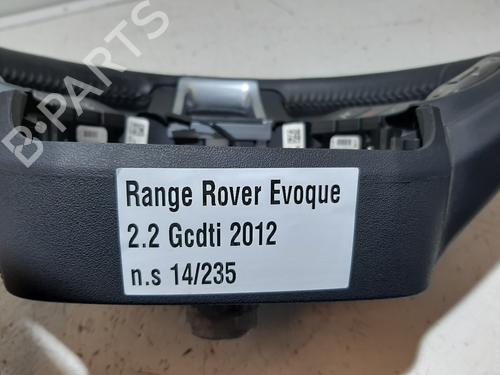 B-PARTS
Range Rover Evoque
2.2 Gcdti 2012
n.s 14/235